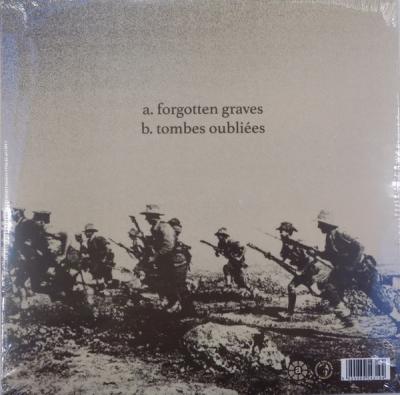 a. forgotten graves
b. tombes oubliées